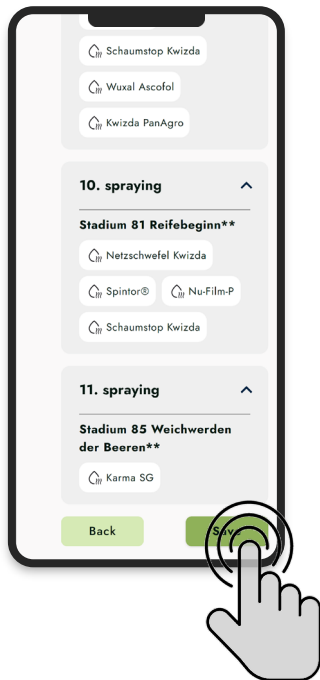 Schaumstop Kwizda
Wuxal Ascofol
Kwizda PanAgro
10. spraying
Stadium 81 Reifebeginn**
Netzschwefel Kwizda
Spintor® Nu-Film-P
Schaumstop Kwizda
11. spraying
Stadium 85 Weichwerden
der Beeren**
Karma SG
Back Save